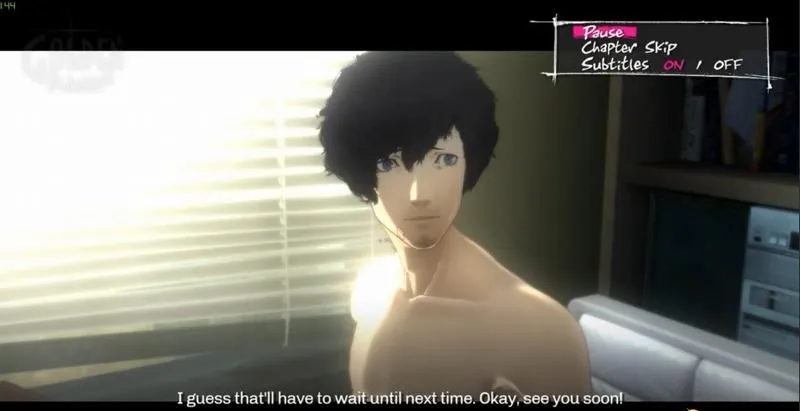 144
GOLDEN
Pause
Chapter Skip
Subtitles ON / OFF
I guess that'll have to wait until next time. Okay, see you soon!